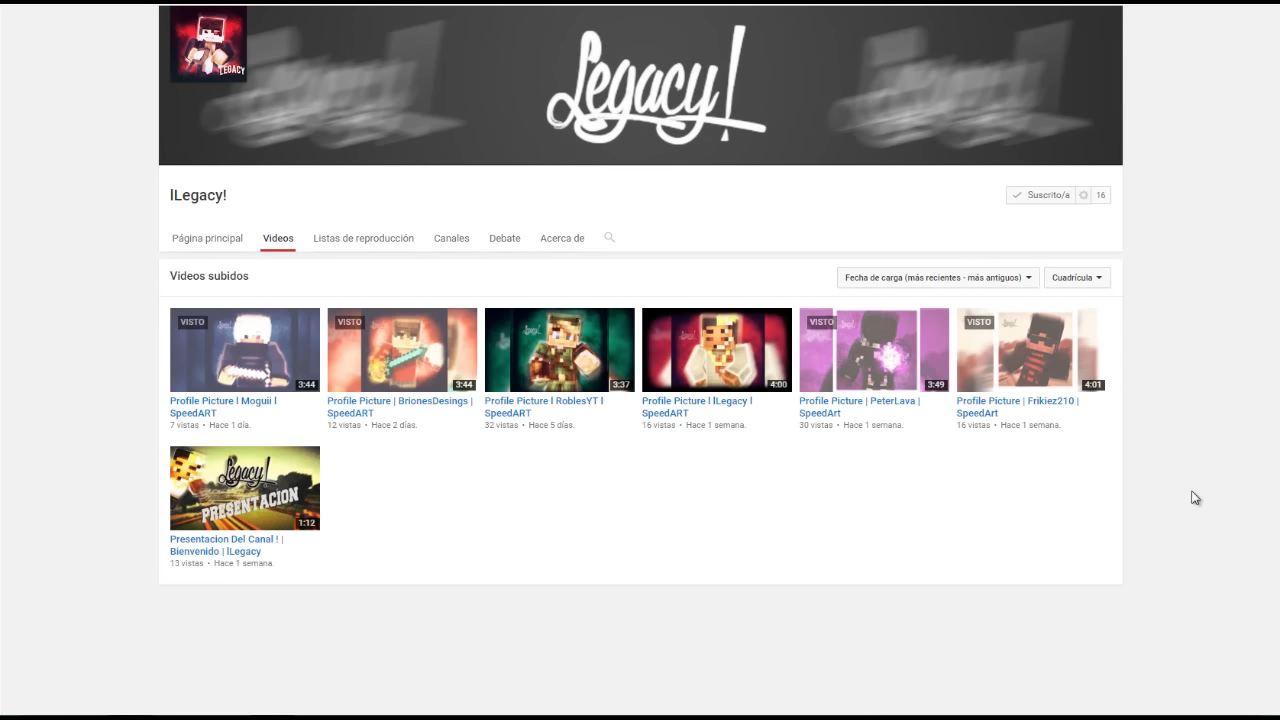 LEGACY
Legacy!
lLegacy!
Suscrito/a 16
Página principal Videos Listas de reproducción Canales Debate Acerca de
Videos subidos
Fecha de carga (más recientes - más antiguos) Cuadrícula
VISTO 3:44
VISTO 3:44
3:37
4:00
VISTO 3:49
VISTO 4:01
Profile Picture l Moguii l
SpeedART
7 vistas • Hace 1 día.
Profile Picture | BrionesDesings |
SpeedART
12 vistas • Hace 2 días.
Profile Picture l RoblesYT l
SpeedART
32 vistas • Hace 5 días.
Profile Picture l lLegacy l
SpeedART
16 vistas • Hace 1 semana.
Profile Picture | PeterLava |
SpeedArt
30 vistas • Hace 1 semana.
Profile Picture | Frikiez210 |
SpeedArt
16 vistas • Hace 1 semana.
Legacy!
PRESENTACION
1:12
Presentacion Del Canal ! |
Bienvenido | lLegacy
13 vistas • Hace 1 semana.